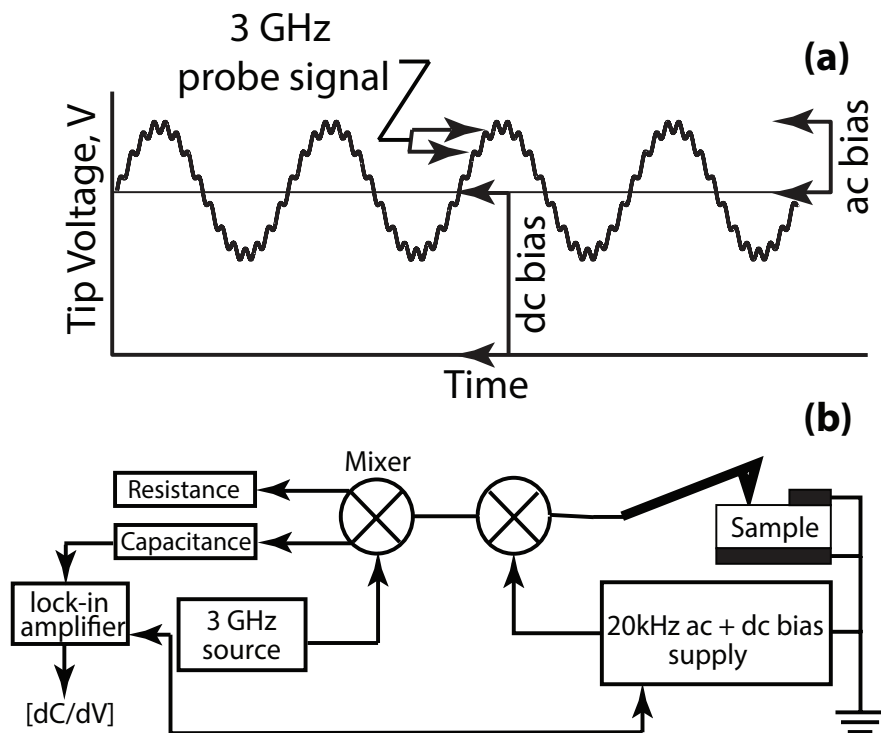 3 GHz
probe signal
(a)
Tip Voltage, V
ac bias
dc bias
Time
(b)
Mixer
Resistance
Capacitance
Sample
lock-in
amplifier
3 GHz
source
20kHz ac + dc bias
supply
[dC/dV]